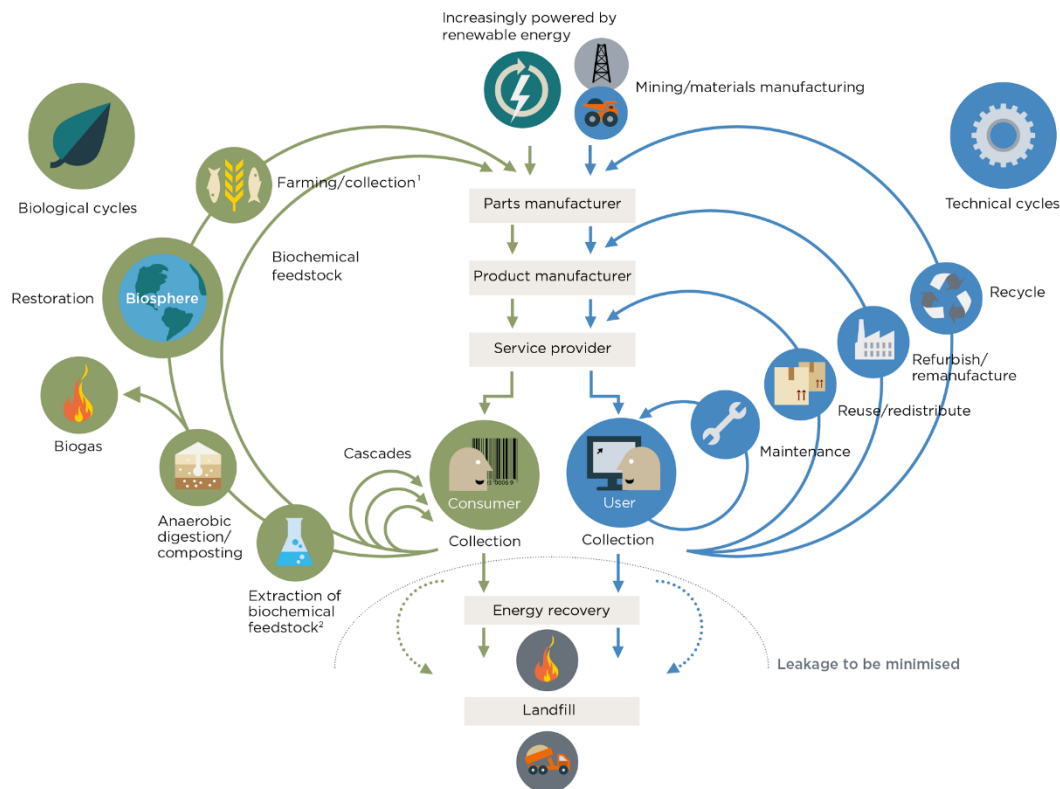 Increasingly powered by
renewable energy
Mining/materials manufacturing
Biological cycles
Technical cycles
Farming/collection¹
Parts manufacturer
Biochemical
feedstock
Product manufacturer
Restoration
Biosphere
Recycle
Service provider
Refurbish/
remanufacture
Reuse/redistribute
Biogas
Cascades
Maintenance
Consumer
User
Anaerobic
digestion/
composting
Collection
Collection
Extraction of
biochemical
feedstock²
Energy recovery
Leakage to be minimised
Landfill